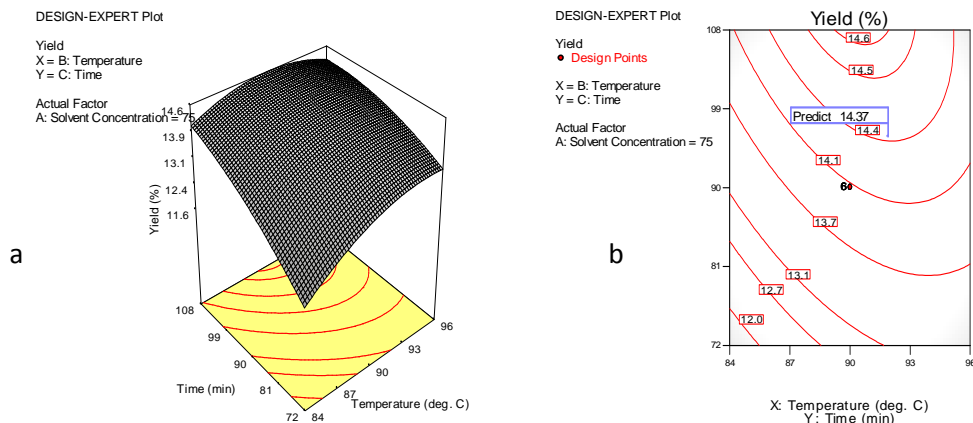 DESIGN-EXPERT Plot
Yield
X = B: Temperature
Y = C: Time
Actual Factor
A: Solvent Concentration = 75
14.6
13.9
13.1
12.4
11.6
Yield (%)
a
108
99
90
81
72
Time (min)
84
87
90
93
96
Temperature (deg. C)
DESIGN-EXPERT Plot
Yield
Design Points
X = B: Temperature
Y = C: Time
Actual Factor
A: Solvent Concentration = 75
b
Yield (%)
108
99
90
81
72
14.6
14.5
Predict 14.37
14.4
14.1
6
13.7
13.1
12.7
12.0
84
87
90
93
96
X: Temperature (deg. C)
Y: Time (min)